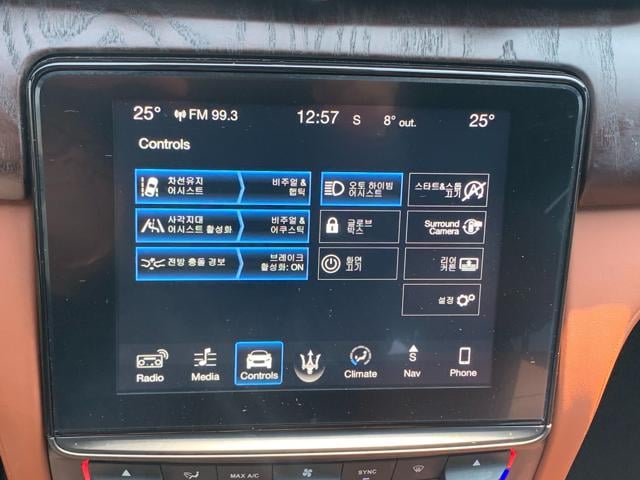 25° FM 99.3 12:57 S 8° out. 25°
Controls
차선유지
어시스트
비주얼 &
햅틱
오토 하이빔
어시스트
스타트&스톱
끄기
사각지대
어시스트 활성화
비주얼 &
어쿠스틱
글로브
박스
Surround
Camera
전방 충돌 경보
브레이크
활성화: ON
화면
끄기
리어
커튼
설정
S
Radio Media Controls Climate Nav Phone
MAX A/C SYNC